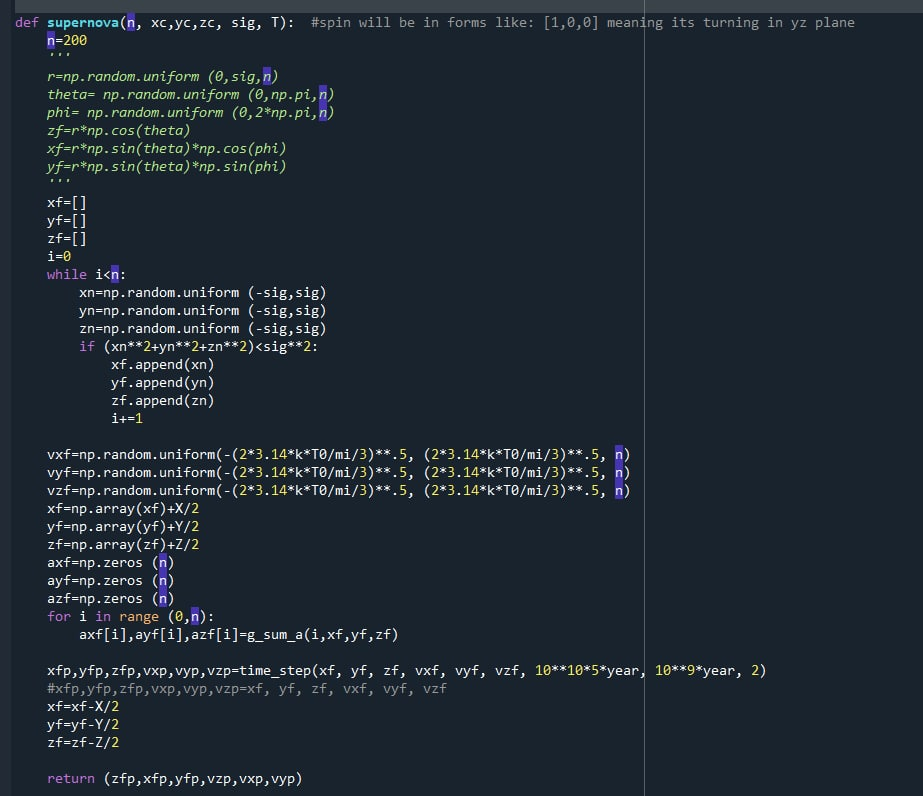 def supernova(n, xc,yc,zc, sig, T):  #spin will be in forms like: [1,0,0] meaning its turning in yz plane
    n=200
    '''
    r=np.random.uniform (0,sig,n)
    theta= np.random.uniform (0,np.pi,n)
    phi= np.random.uniform (0,2*np.pi,n)
    zf=r*np.cos(theta)
    xf=r*np.sin(theta)*np.cos(phi)
    yf=r*np.sin(theta)*np.sin(phi)
    '''
    xf=[]
    yf=[]
    zf=[]
    i=0
    while i<n:
        xn=np.random.uniform (-sig,sig)
        yn=np.random.uniform (-sig,sig)
        zn=np.random.uniform (-sig,sig)
        if (xn**2+yn**2+zn**2)<sig**2:
            xf.append(xn)
            yf.append(yn)
            zf.append(zn)
            i+=1

    vxf=np.random.uniform(-(2*3.14*k*T0/mi/3)**.5, (2*3.14*k*T0/mi/3)**.5, n)
    vyf=np.random.uniform(-(2*3.14*k*T0/mi/3)**.5, (2*3.14*k*T0/mi/3)**.5, n)
    vzf=np.random.uniform(-(2*3.14*k*T0/mi/3)**.5, (2*3.14*k*T0/mi/3)**.5, n)
    xf=np.array(xf)+X/2
    yf=np.array(yf)+Y/2
    zf=np.array(zf)+Z/2
    axf=np.zeros (n)
    ayf=np.zeros (n)
    azf=np.zeros (n)
    for i in range (0,n):
        axf[i],ayf[i],azf[i]=g_sum_a(i,xf,yf,zf)

    xfp,yfp,zfp,vxp,vyp,vzp=time_step(xf, yf, zf, vxf, vyf, vzf, 10**10*5*year, 10**9*year, 2)
    #xfp,yfp,zfp,vxp,vyp,vzp=xf, yf, zf, vxf, vyf, vzf
    xf=xf-X/2
    yf=yf-Y/2
    zf=zf-Z/2

    return (zfp,xfp,yfp,vzp,vxp,vyp)